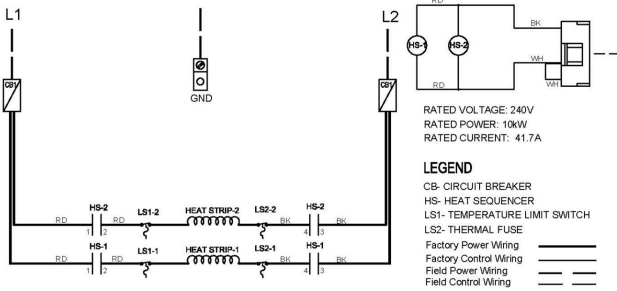 L1
L2
RD
BK
HS-1
HS-2
WH
CB1
CB1
WH
RD
GND
RATED VOLTAGE: 240V
RATED POWER: 10kW
RATED CURRENT: 41.7A
LEGEND
CB- CIRCUIT BREAKER
HS- HEAT SEQUENCER
LS1- TEMPERATURE LIMIT SWITCH
LS2- THERMAL FUSE
Factory Power Wiring
Factory Control Wiring
Field Power Wiring
Field Control Wiring
HS-2 LS1-2 HEAT STRIP-2 LS2-2 HS-2
RD RD BK BK
1 2 4 3
HS-1 LS1-1 HEAT STRIP-1 LS2-1 HS-1
RD RD BK BK
1 2 4 3